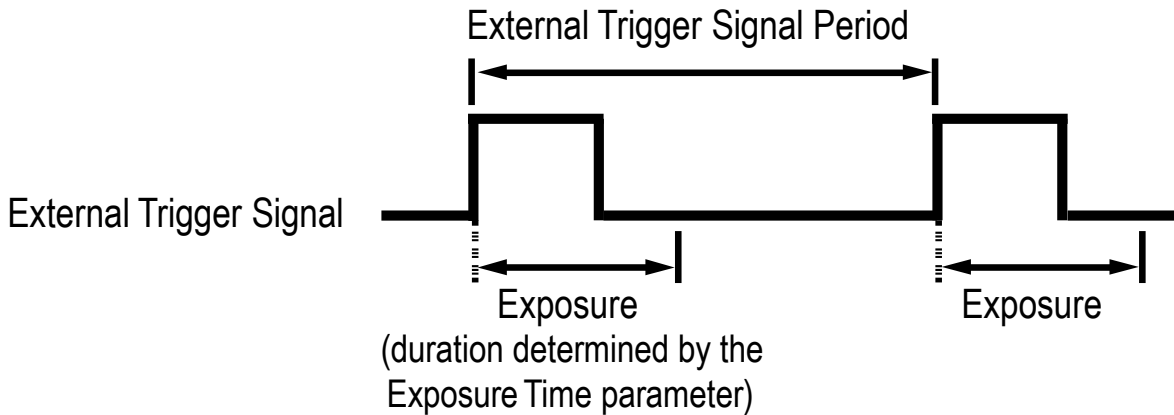 External Trigger Signal Period
External Trigger Signal
Exposure
(duration determined by the
Exposure Time parameter)
Exposure